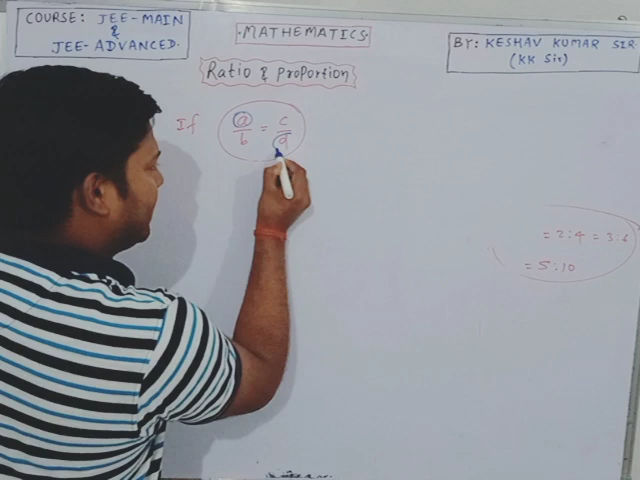 COURSE: JEE-MAIN
&
JEE-ADVANCED.
.MATHEMATICS.
BY: KESHAV KUMAR SIR.
(KK Sir)
Ratio & Proportion
If a/b = c/d
= 2:4 = 3:6
= 5:10